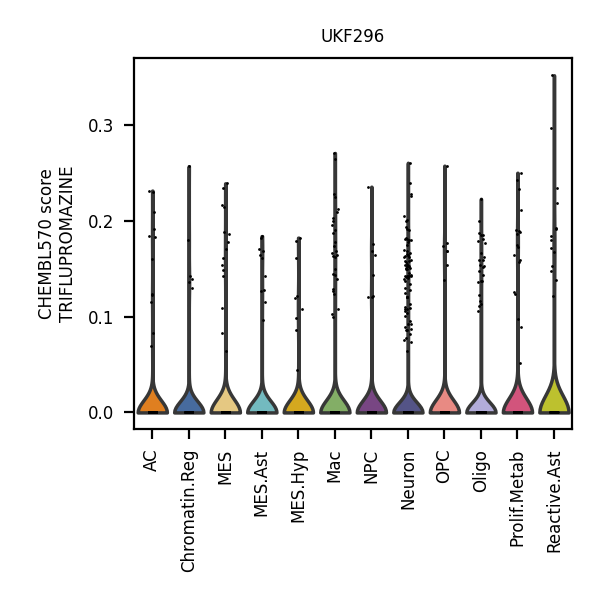 UKF296
CHEMBL570 score
TRIFLUPROMAZINE
0.3
0.2
0.1
0.0
AC
Chromatin.Reg
MES
MES.Ast
MES.Hyp
Mac
NPC
Neuron
OPC
Oligo
Prolif.Metab
Reactive.Ast